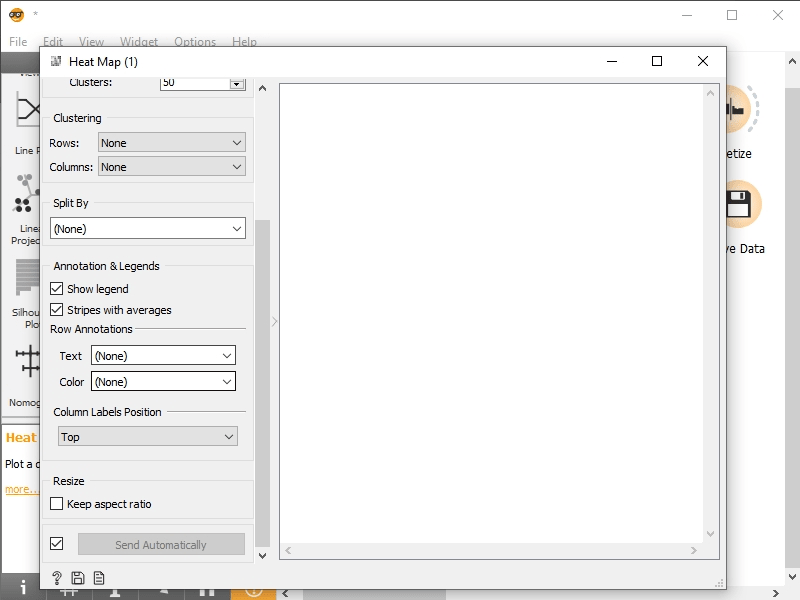 *
File Edit View Widget Options Help
Heat Map (1)
Clusters: 50
Clustering
Rows: None
Columns: None
Split By
(None)
Annotation & Legends
Show legend
Stripes with averages
Row Annotations
Text (None)
Color (None)
Column Labels Position
Top
Resize
Keep aspect ratio
Send Automatically
Line P
Linea
Projec
Silhou
Plo
Nomog
Heat
Plot a d
more...
etize
ve Data